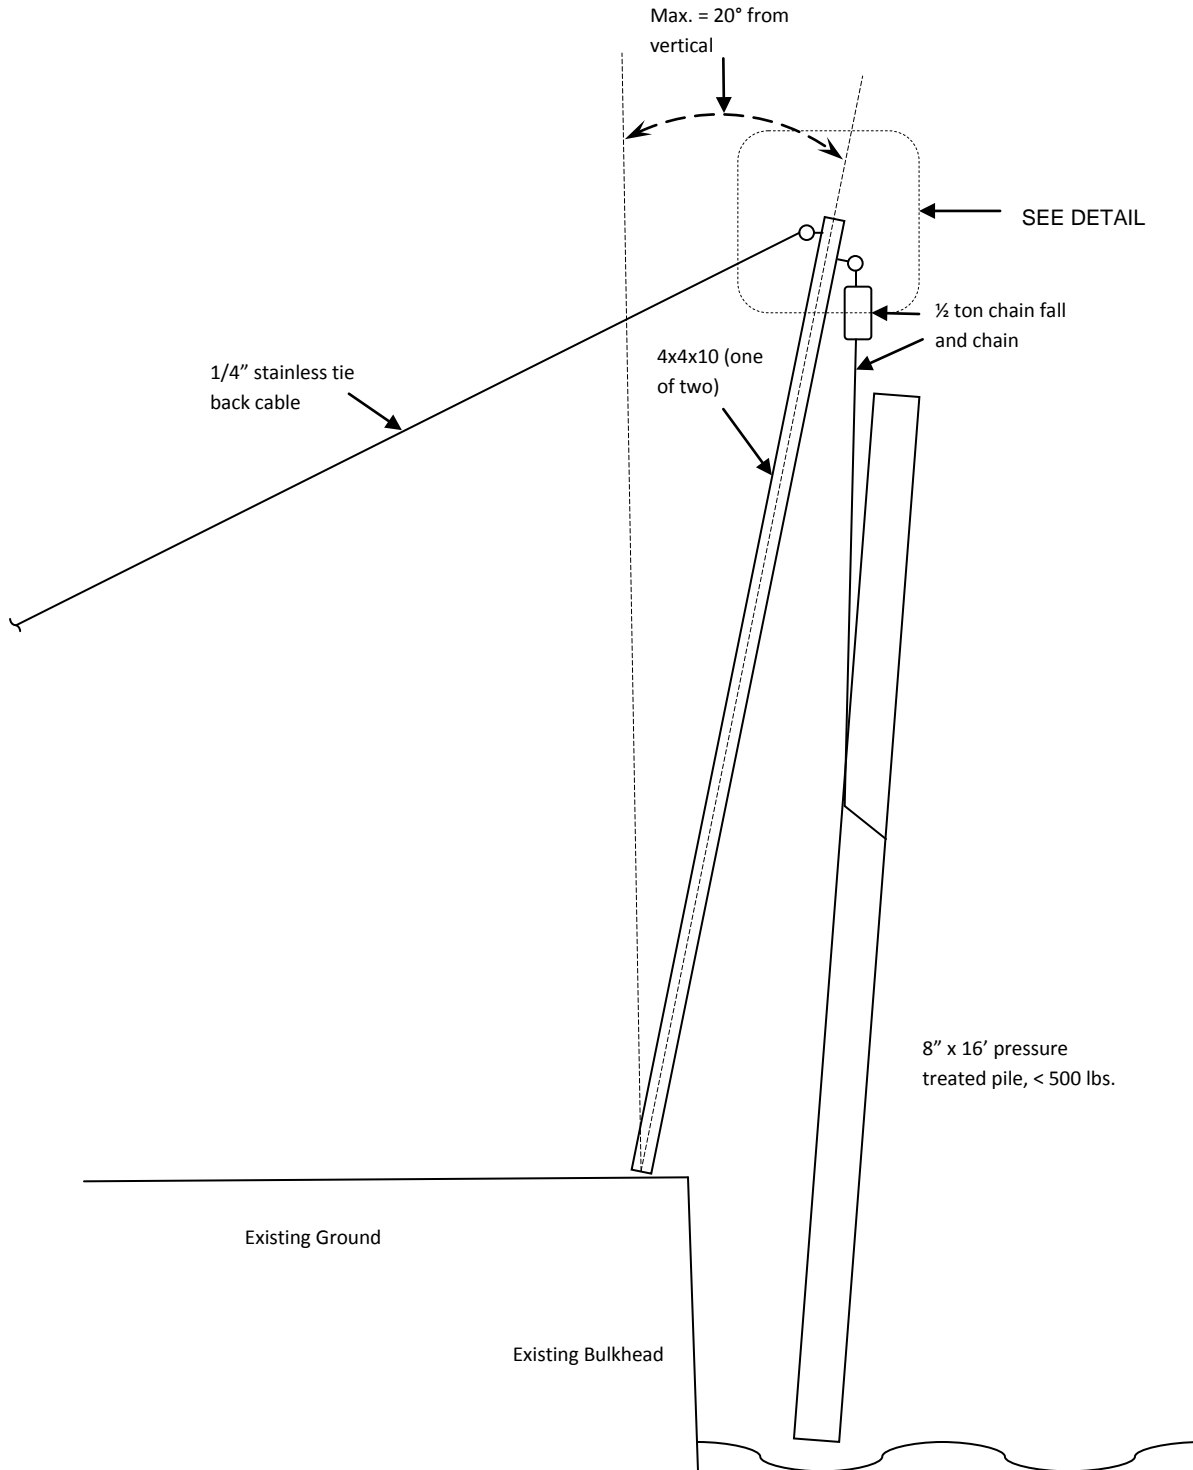 Max. = 20° from
vertical
SEE DETAIL
½ ton chain fall
and chain
4x4x10 (one
of two)
1/4” stainless tie
back cable
8” x 16’ pressure
treated pile, < 500 lbs.
Existing Ground
Existing Bulkhead